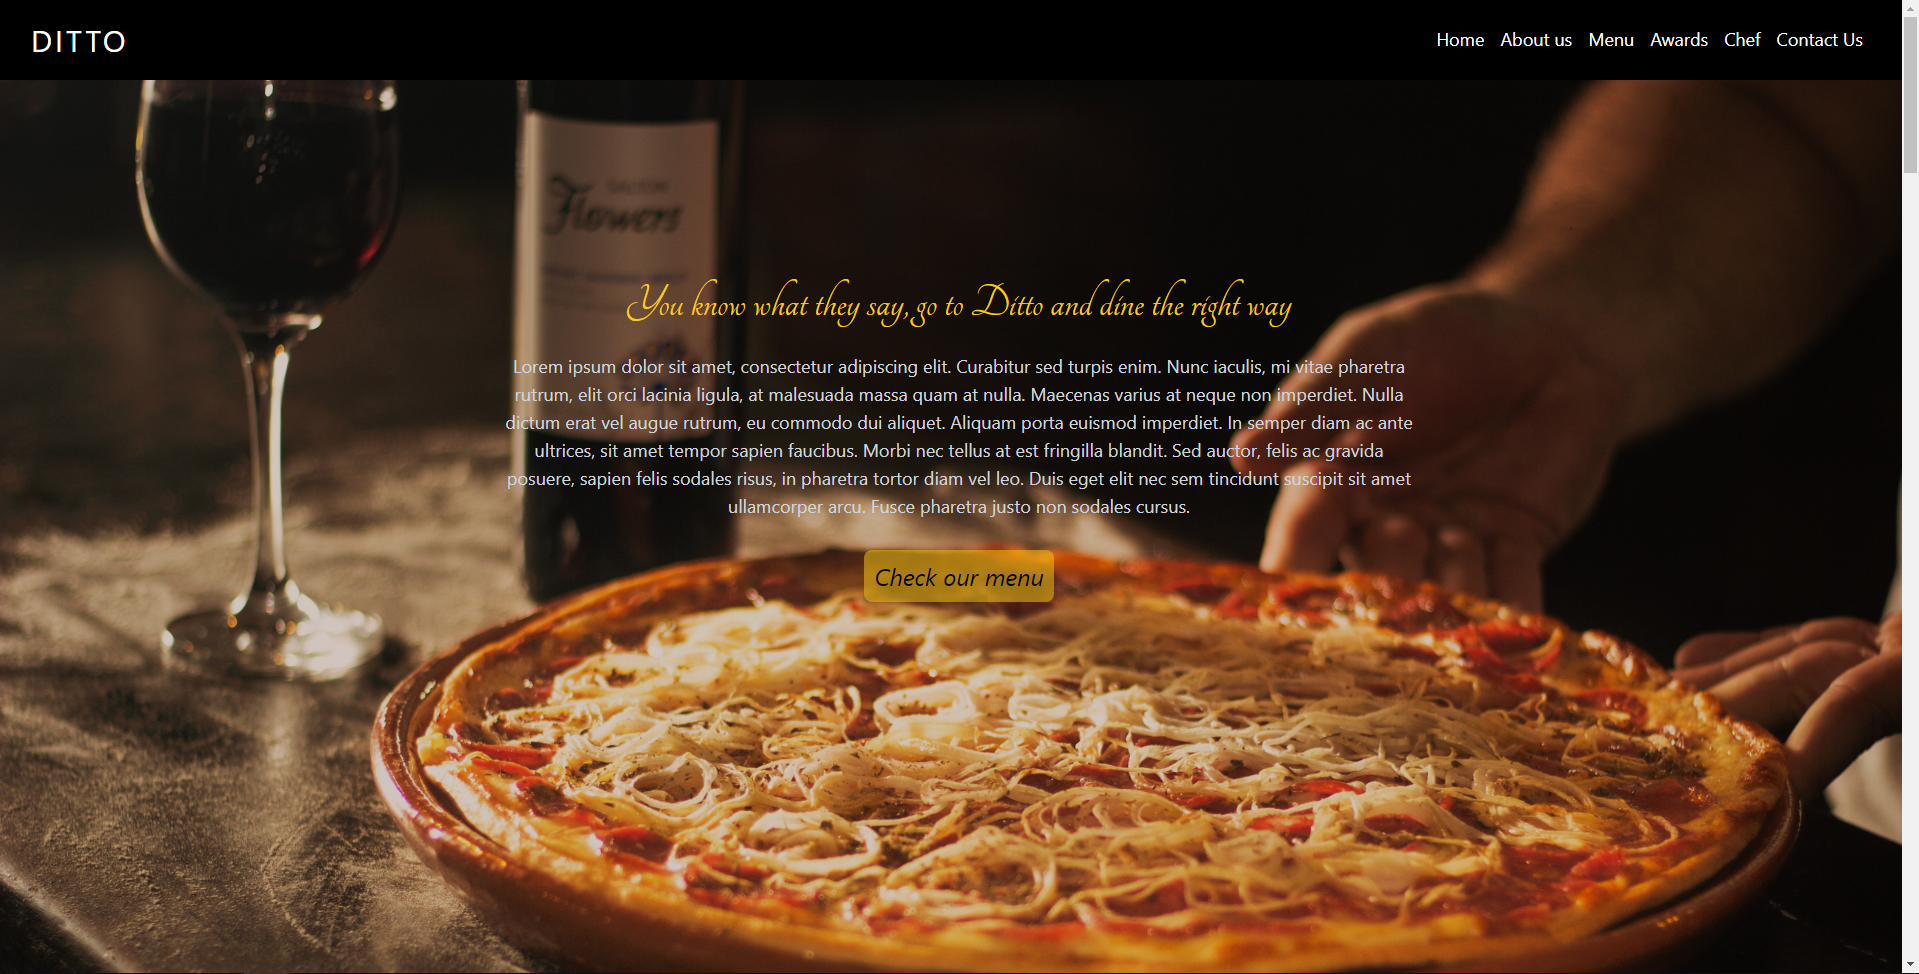 DITTO
Home About us Menu Awards Chef Contact Us
Flowers
You know what they say, go to Ditto and dine the right way
Lorem ipsum dolor sit amet, consectetur adipiscing elit. Curabitur sed turpis enim. Nunc iaculis, mi vitae pharetra
rutrum, elit orci lacinia ligula, at malesuada massa quam at nulla. Maecenas varius at neque non imperdiet. Nulla
dictum erat vel augue rutrum, eu commodo dui aliquet. Aliquam porta euismod imperdiet. In semper diam ac ante
ultrices, sit amet tempor sapien faucibus. Morbi nec tellus at est fringilla blandit. Sed auctor, felis ac gravida
posuere, sapien felis sodales risus, in pharetra tortor diam vel leo. Duis eget elit nec sem tincidunt suscipit sit amet
ullamcorper arcu. Fusce pharetra justo non sodales cursus.
Check our menu